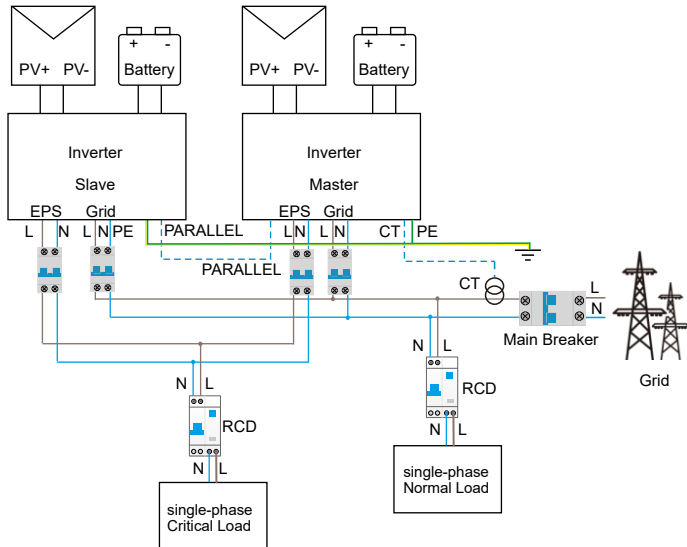 + -
+ -
PV+ PV- Battery
PV+ PV- Battery
Inverter
Slave
Inverter
Master
EPS Grid
EPS Grid
L N L N PE PARALLEL
L N L N CT PE
PARALLEL
CT
L
N
Main Breaker
Grid
N L
RCD
N L
single-phase
Normal Load
N L
RCD
N L
single-phase
Critical Load